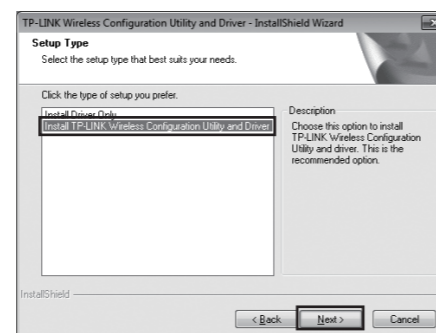 TP-LINK Wireless Configuration Utility and Driver - InstallShield Wizard
Setup Type
Select the setup type that best suits your needs.
Click the type of setup you prefer.
Install Driver Only
Install TP-LINK Wireless Configuration Utility and Driver
Description
Choose this option to install
TP-LINK Wireless Configuration
Utility and driver. This is the
recommended option.
InstallShield
< Back
Next >
Cancel